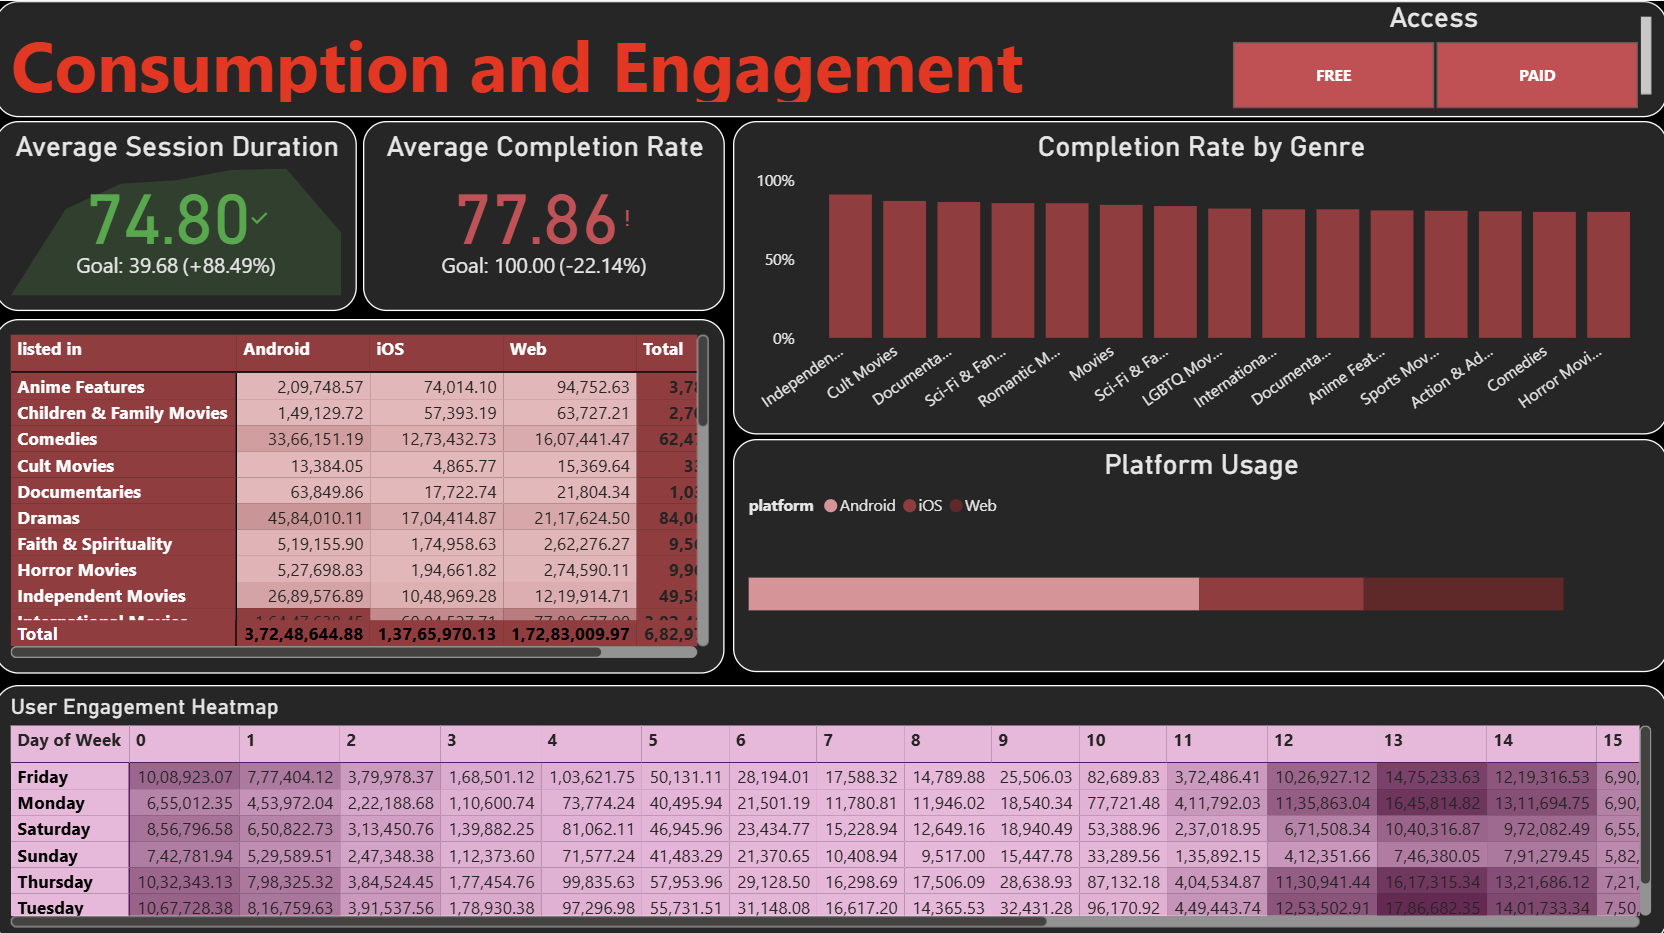 Consumption and Engagement
Access
FREE PAID
Average Session Duration
74.80
Goal: 39.68 (+88.49%)
Average Completion Rate
77.86!
Goal: 100.00 (-22.14%)
Completion Rate by Genre
100%
50%
0%
Independen... Cult Movies Documenta... Sci-Fi & Fan... Romantic M... Movies Sci-Fi & Fa... LGBTQ Mov... Internationa... Documenta... Anime Feat... Sports Mov... Action & Ad... Comedies Horror Movi...
listed in Android iOS Web Total
Anime Features 2,09,748.57 74,014.10 94,752.63 3,78
Children & Family Movies 1,49,129.72 57,393.19 63,727.21 2,70
Comedies 33,66,151.19 12,73,432.73 16,07,441.47 62,47
Cult Movies 13,384.05 4,865.77 15,369.64 33
Documentaries 63,849.86 17,722.74 21,804.34 1,03
Dramas 45,84,010.11 17,04,414.87 21,17,624.50 84,06
Faith & Spirituality 5,19,155.90 1,74,958.63 2,62,276.27 9,56
Horror Movies 5,27,698.83 1,94,661.82 2,74,590.11 9,96
Independent Movies 26,89,576.89 10,48,969.28 12,19,914.71 49,58
Total 3,72,48,644.88 1,37,65,970.13 1,72,83,009.97 6,82,97
Platform Usage
platform Android iOS Web
User Engagement Heatmap
Day of Week 0 1 2 3 4 5 6 7 8 9 10 11 12 13 14 15
Friday 10,08,923.07 7,77,404.12 3,79,978.37 1,68,501.12 1,03,621.75 50,131.11 28,194.01 17,588.32 14,789.88 25,506.03 82,689.83 3,72,486.41 10,26,927.12 14,75,233.63 12,19,316.53 6,90,
Monday 6,55,012.35 4,53,972.04 2,22,188.68 1,10,600.74 73,774.24 40,495.94 21,501.19 11,780.81 11,946.02 18,540.34 77,721.48 4,11,792.03 11,35,863.04 16,45,814.82 13,11,694.75 6,90,
Saturday 8,56,796.58 6,50,822.73 3,13,450.76 1,39,882.25 81,062.11 46,945.96 23,434.77 15,228.94 12,649.16 18,940.49 53,388.96 2,37,018.95 6,71,508.34 10,40,316.87 9,72,082.49 6,55,
Sunday 7,42,781.94 5,29,589.51 2,47,348.38 1,12,373.60 71,577.24 41,483.29 21,370.65 10,408.94 9,517.00 15,447.78 33,289.56 1,35,892.15 4,12,351.66 7,46,380.05 7,91,279.45 5,82,
Thursday 10,32,343.13 7,98,325.32 3,84,524.45 1,77,454.76 99,835.63 57,953.96 29,128.50 16,298.69 17,506.09 28,638.93 87,132.18 4,04,534.87 11,30,941.44 16,17,315.34 13,21,686.12 7,21,
Tuesday 10,67,728.38 8,16,759.63 3,91,537.56 1,78,930.38 97,296.98 55,731.51 31,148.08 16,617.20 14,365.53 32,431.28 96,170.92 4,49,443.74 12,53,502.91 17,86,682.35 14,01,733.34 7,50,